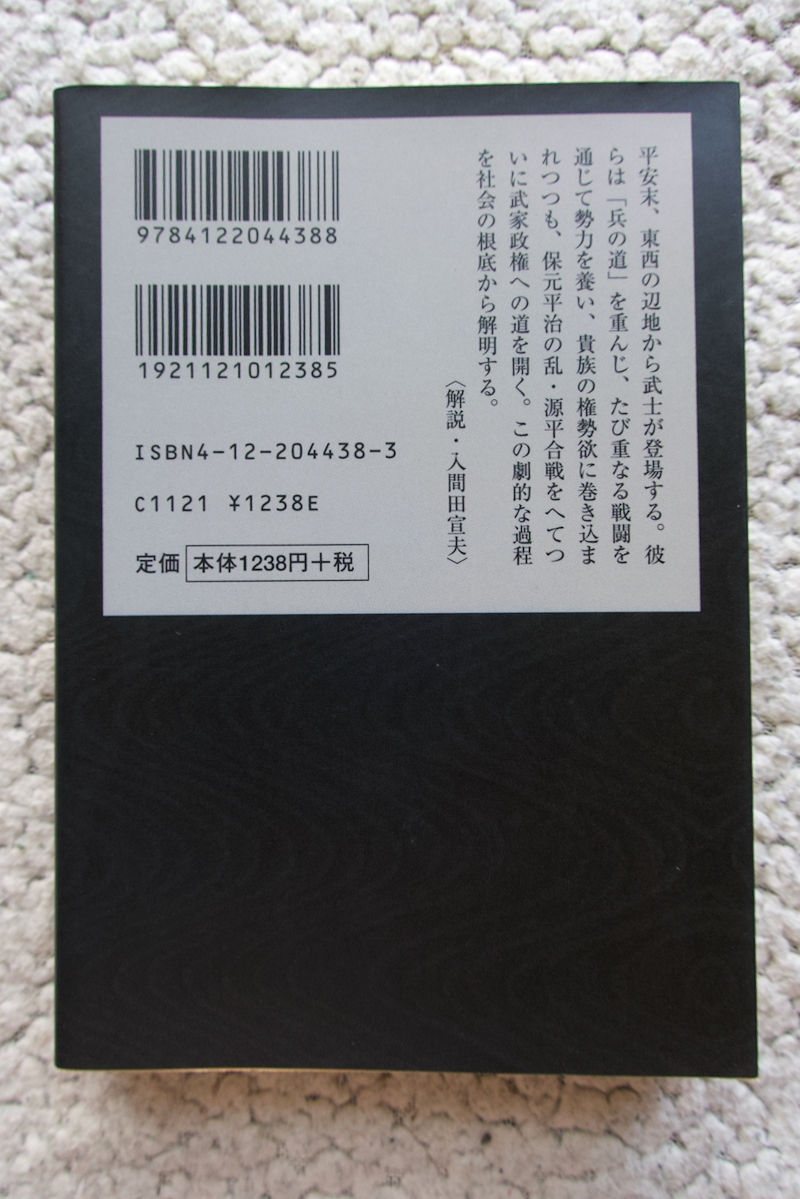 平安末、東西の辺地から武士が登場する。彼
らは「兵の道」を重んじ、たび重なる戦闘を
通じて勢力を養い、貴族の権勢欲に巻き込ま
れつつも、保元平治の乱・源平合戦をへてつ
いに武家政権への道を開く。この劇的な過程
を社会の根底から解明する。
〈解説・入間田宣夫〉
9784122044388
1921121012385
ISBN4-12-204438-3
C1121 ¥1238E
定価 本体1238円+税